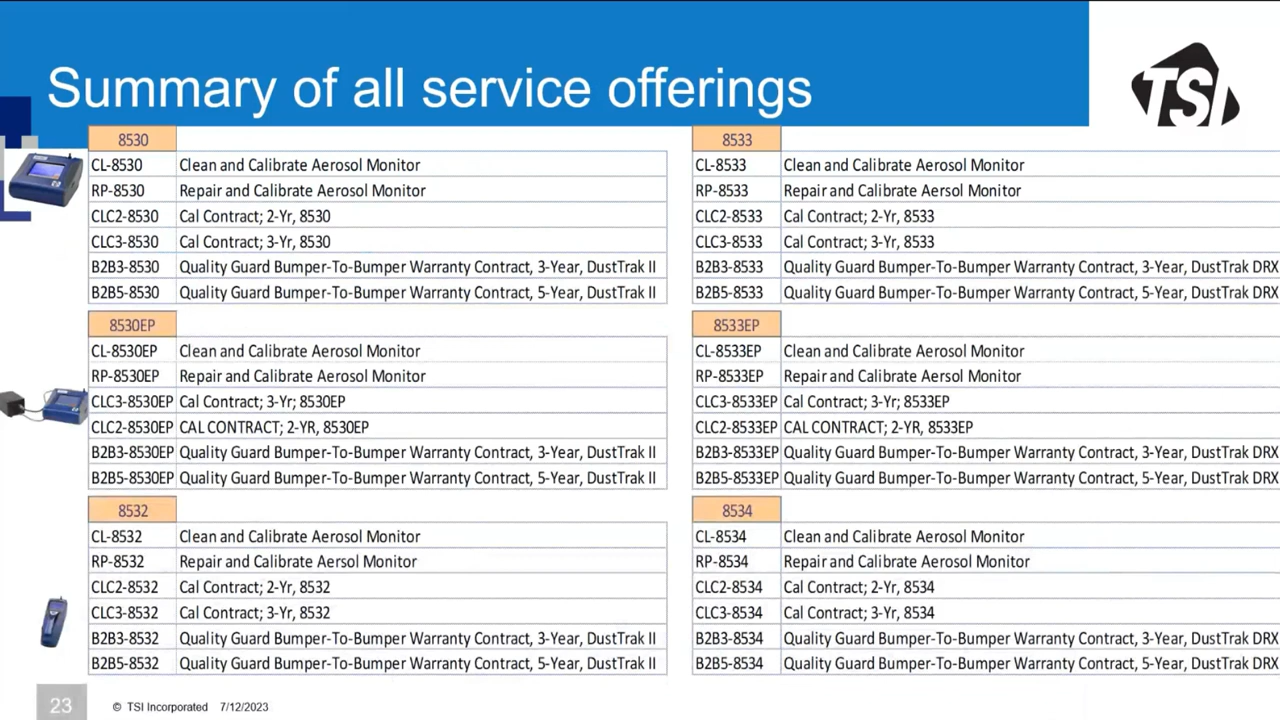 Summary of all service offerings
TSI
8530
CL-8530 Clean and Calibrate Aerosol Monitor
RP-8530 Repair and Calibrate Aerosol Monitor
CLC2-8530 Cal Contract; 2-Yr, 8530
CLC3-8530 Cal Contract; 3-Yr, 8530
B2B3-8530 Quality Guard Bumper-To-Bumper Warranty Contract, 3-Year, DustTrak II
B2B5-8530 Quality Guard Bumper-To-Bumper Warranty Contract, 5-Year, DustTrak II
8530EP
CL-8530EP Clean and Calibrate Aerosol Monitor
RP-8530EP Repair and Calibrate Aerosol Monitor
CLC3-8530EP Cal Contract; 3-Yr; 8530EP
CLC2-8530EP CAL CONTRACT; 2-YR, 8530EP
B2B3-8530EP Quality Guard Bumper-To-Bumper Warranty Contract, 3-Year, DustTrak II
B2B5-8530EP Quality Guard Bumper-To-Bumper Warranty Contract, 5-Year, DustTrak II
8532
CL-8532 Clean and Calibrate Aerosol Monitor
RP-8532 Repair and Calibrate Aersol Monitor
CLC2-8532 Cal Contract; 2-Yr, 8532
CLC3-8532 Cal Contract; 3-Yr, 8532
B2B3-8532 Quality Guard Bumper-To-Bumper Warranty Contract, 3-Year, DustTrak II
B2B5-8532 Quality Guard Bumper-To-Bumper Warranty Contract, 5-Year, DustTrak II
8533
CL-8533 Clean and Calibrate Aerosol Monitor
RP-8533 Repair and Calibrate Aersol Monitor
CLC2-8533 Cal Contract; 2-Yr, 8533
CLC3-8533 Cal Contract; 3-Yr, 8533
B2B3-8533 Quality Guard Bumper-To-Bumper Warranty Contract, 3-Year, DustTrak DRX
B2B5-8533 Quality Guard Bumper-To-Bumper Warranty Contract, 5-Year, DustTrak DRX
8533EP
CL-8533EP Clean and Calibrate Aerosol Monitor
RP-8533EP Repair and Calibrate Aersol Monitor
CLC3-8533EP Cal Contract; 3-Yr; 8533EP
CLC2-8533EP CAL CONTRACT; 2-YR, 8533EP
B2B3-8533EP Quality Guard Bumper-To-Bumper Warranty Contract, 3-Year, DustTrak DRX
B2B5-8533EP Quality Guard Bumper-To-Bumper Warranty Contract, 5-Year, DustTrak DRX
8534
CL-8534 Clean and Calibrate Aerosol Monitor
RP-8534 Repair and Calibrate Aerosol Monitor
CLC2-8534 Cal Contract; 2-Yr, 8534
CLC3-8534 Cal Contract; 3-Yr, 8534
B2B3-8534 Quality Guard Bumper-To-Bumper Warranty Contract, 3-Year, DustTrak DRX
B2B5-8534 Quality Guard Bumper-To-Bumper Warranty Contract, 5-Year, DustTrak DRX
23 © TSI Incorporated 7/12/2023